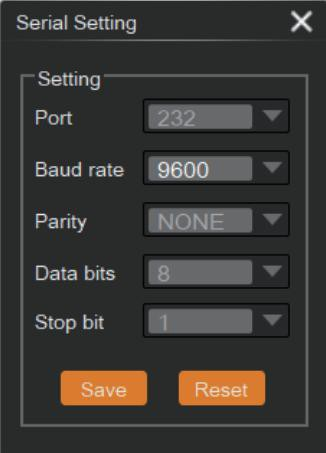 Serial Setting
Setting
Port 232
Baud rate 9600
Parity NONE
Data bits 8
Stop bit 1
Save Reset